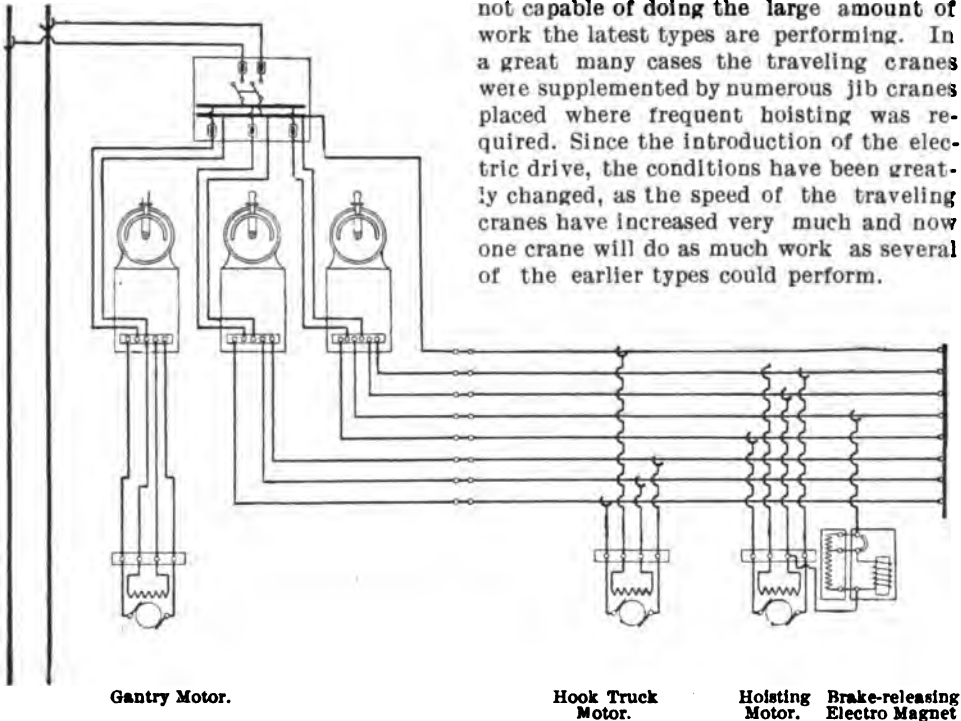 not capable of doing the large amount of
work the latest types are performing. In
a great many cases the traveling cranes
were supplemented by numerous jib cranes
placed where frequent hoisting was re-
quired. Since the introduction of the elec-
tric drive, the conditions have been great-
ly changed, as the speed of the traveling
cranes have increased very much and now
one crane will do as much work as several
of the earlier types could perform.
Gantry Motor.
Hook Truck
Motor.
Hoisting
Motor.
Brake-releasing
Electro Magnet